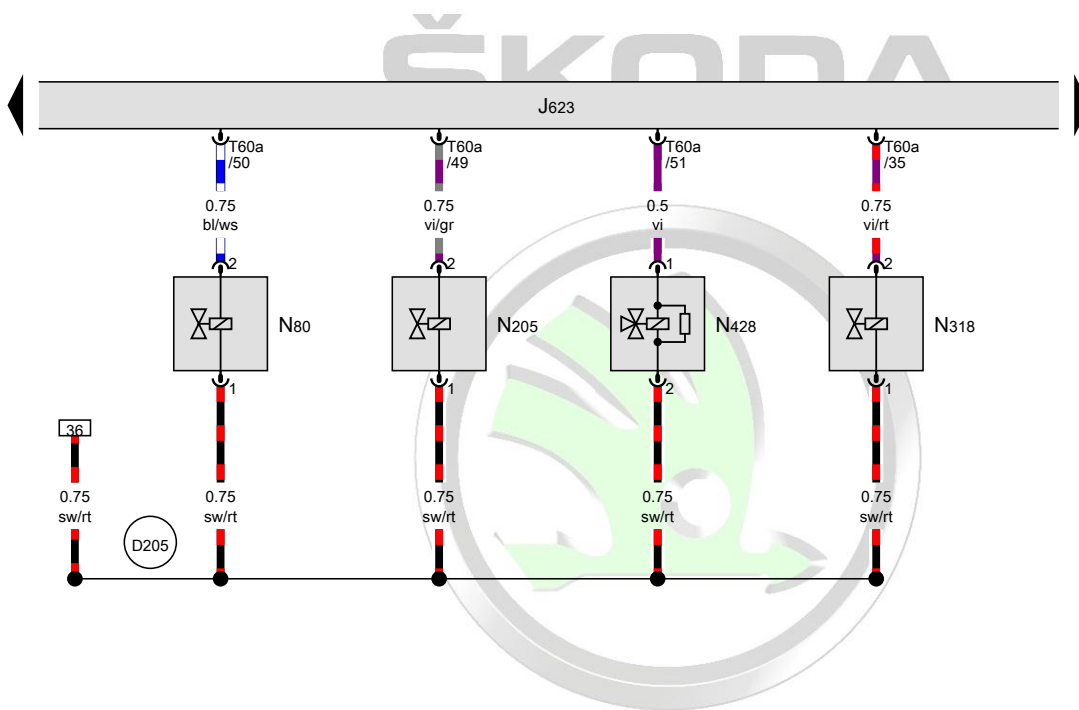 ŠKODA
J623
T60a
/50
T60a
/49
T60a
/51
T60a
/35
0.75
bl/ws
0.75
vi/gr
0.5
vi
0.75
vi/rt
2
2
1
2
N80
N205
N428
N318
1
1
2
1
36
0.75
sw/rt
0.75
sw/rt
0.75
sw/rt
0.75
sw/rt
0.75
sw/rt
D205